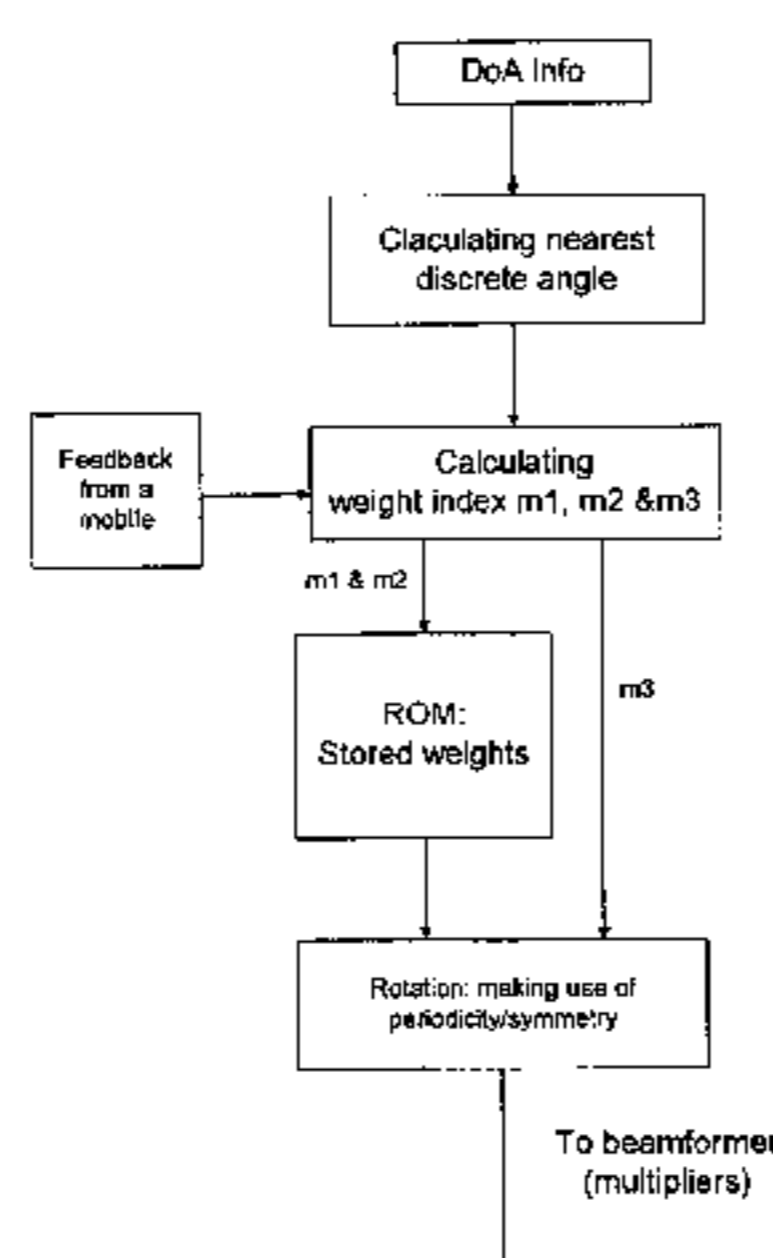 DoA Info
Claculating nearest
discrete angle
Feedback
from a
mobile
Calculating
weight index m1, m2 &m3
m1 & m2
m3
ROM:
Stored weights
Rotation: making use of
periodicity/symmetry
To beamformer
(multipliers)